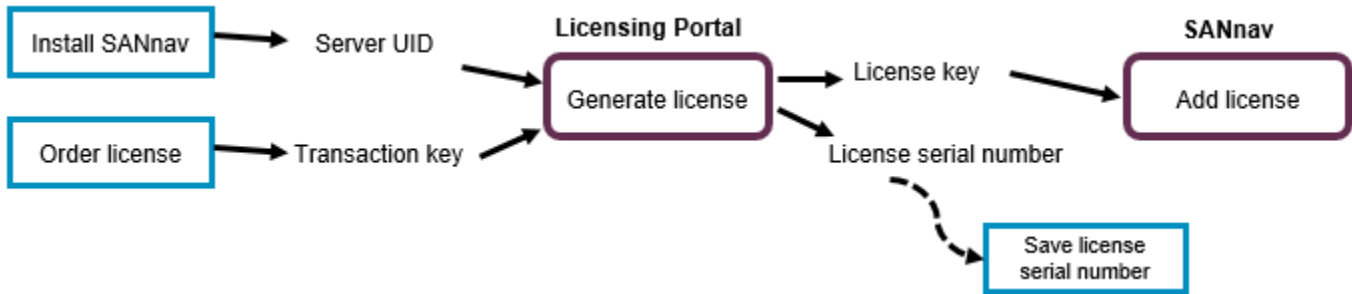 Install SANnav
Server UID
Licensing Portal
Generate license
License key
SANnav
Add license
Order license
Transaction key
License serial number
Save license
serial number